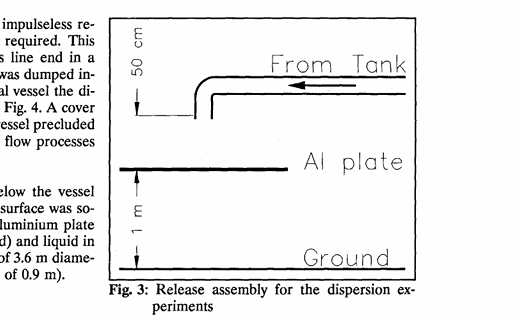 impulseless re-
required. This
s line end in a
was dumped in-
al vessel the di-
Fig. 4. A cover
essel precluded
flow processes
elow the vessel
surface was so-
luminium plate
d) and liquid in
of 3.6 m diame-
of 0.9 m).
50 cm
From Tank
Al plate
1 m
Ground
Fig. 3: Release assembly for the dispersion ex-
periments